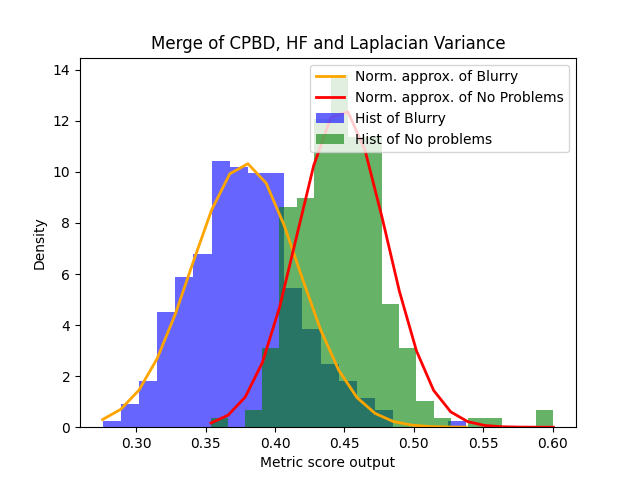 Merge of CPBD, HF and Laplacian Variance
Norm. approx. of Blurry
Norm. approx. of No Problems
Hist of Blurry
Hist of No problems
Density
14
12
10
8
6
4
2
0
0.30 0.35 0.40 0.45 0.50 0.55 0.60
Metric score output